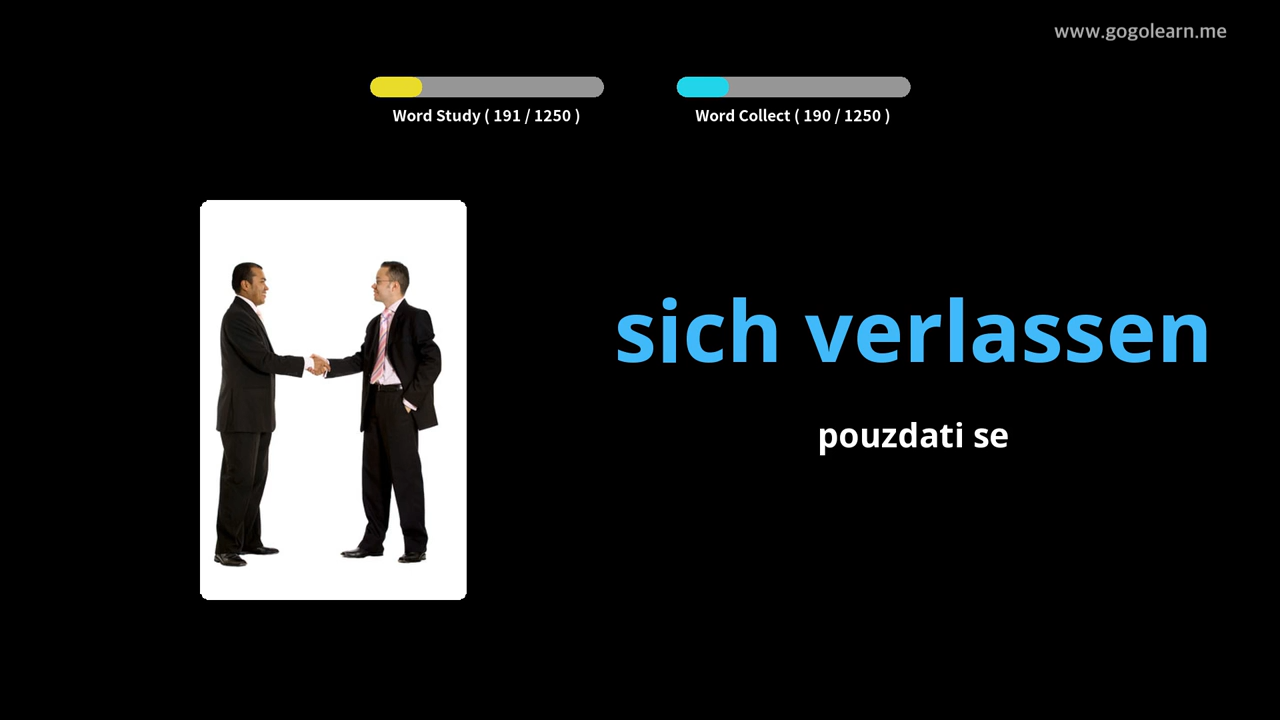 www.gogolearn.me
Word Study ( 191 / 1250 )
Word Collect ( 190 / 1250 )
sich verlassen
pouzdati se